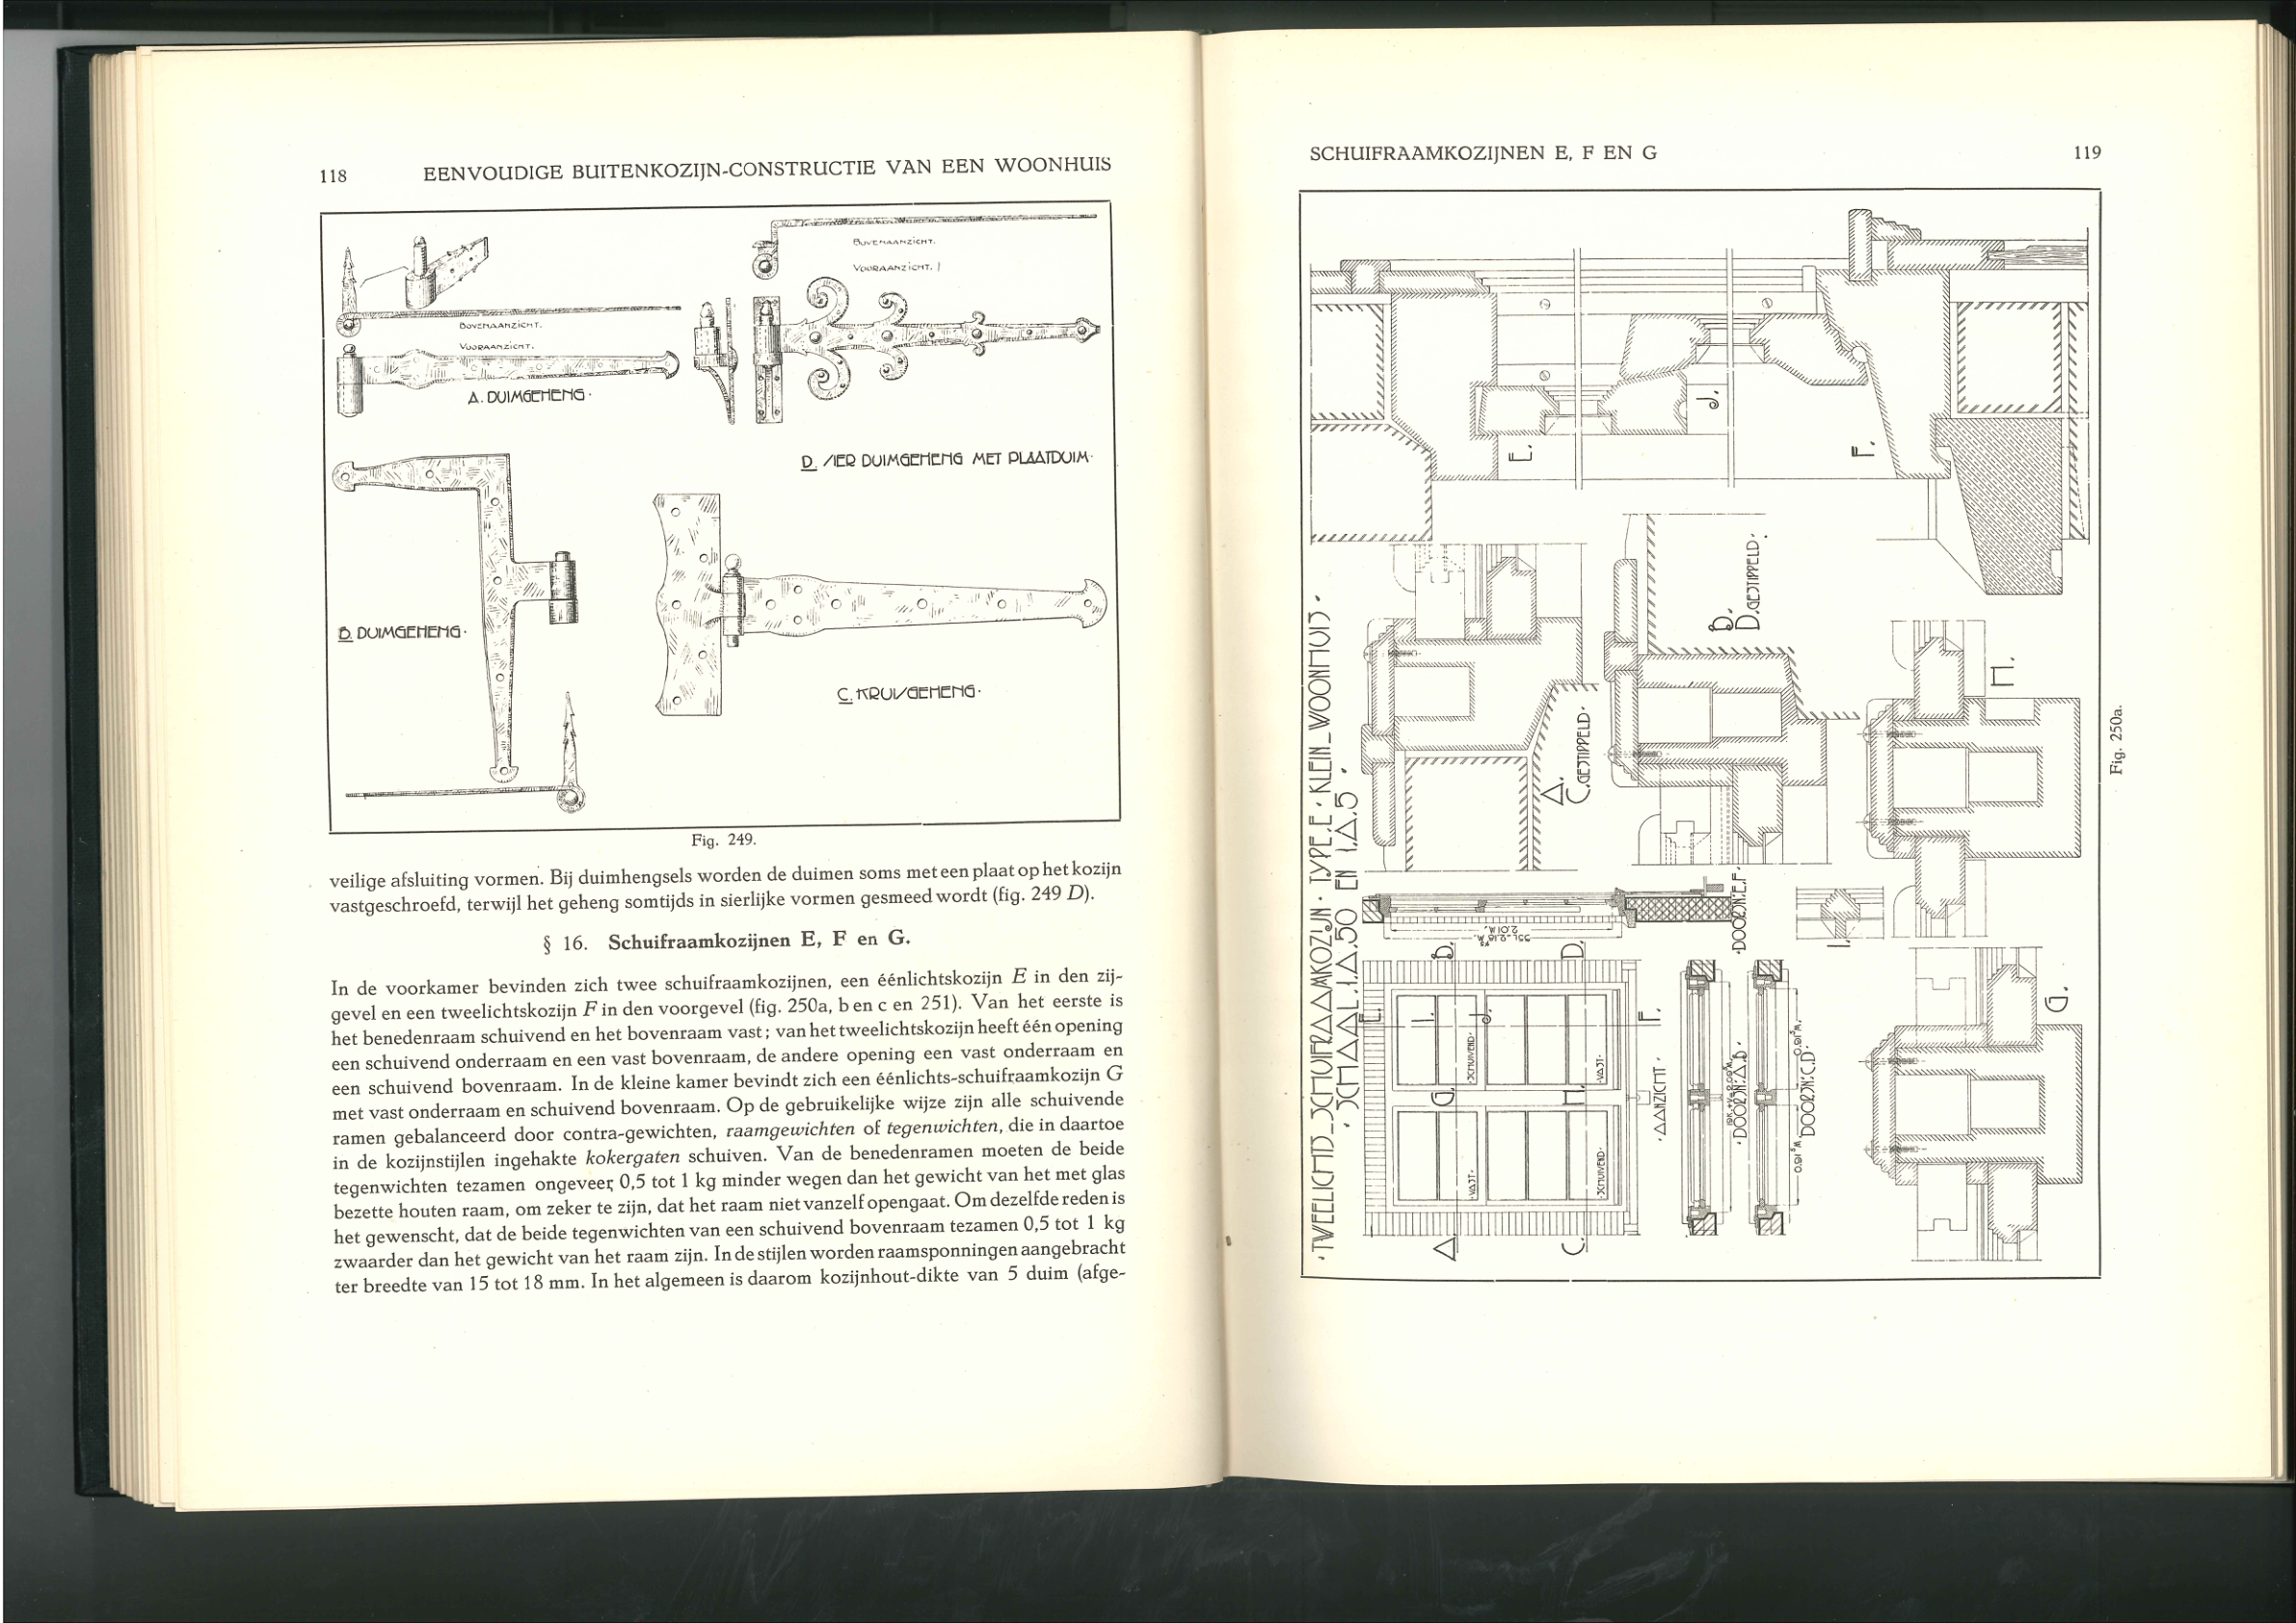 118 EENVOUDIGE BUITENKOZIJN-CONSTRUCTIE VAN EEN WOONHUIS
BOVENAANZICHT.
VOORAANZICHT.
A. DUIMGEHENG.
BOVENAANZICHT.
VOORAANZICHT.
D. SIER DUIMGEHENG MET PLAATDUIM.
B. DUIMGEHENG.
C. KRUISGEHENG.
Fig. 249.
veilige afsluiting vormen. Bij duimhengsels worden de duimen soms met een plaat op het kozijn
vastgeschroefd, terwijl het geheng somtijds in sierlijke vormen gesmeed wordt (fig. 249 D).
§ 16. Schuifraamkozijnen E, F en G.
In de voorkamer bevinden zich twee schuifraamkozijnen, een éénlichtskozijn E in den zij-
gevel en een tweelichtskozijn F in den voorgevel (fig. 250a, b en c en 251). Van het eerste is
het benedenraam schuivend en het bovenraam vast; van het tweelichtskozijn heeft één opening
een schuivend onderraam en een vast bovenraam, de andere opening een vast onderraam en
een schuivend bovenraam. In de kleine kamer bevindt zich een éénlichts-schuifraamkozijn G
met vast onderraam en schuivend bovenraam. Op de gebruikelijke wijze zijn alle schuivende
ramen gebalanceerd door contra-gewichten, raamgewichten of tegenwichten, die in daartoe
in de kozijnstijlen ingehakte kokergaten schuiven. Van de benedenramen moeten de beide
tegenwichten tezamen ongeveer 0,5 tot 1 kg minder wegen dan het gewicht van het met glas
bezette houten raam, om zeker te zijn, dat het raam niet vanzelf opengaat. Om dezelfde reden is
het gewenscht, dat de beide tegenwichten van een schuivend bovenraam tezamen 0,5 tot 1 kg
zwaarder dan het gewicht van het raam zijn. In de stijlen worden raamsponningen aangebracht
ter breedte van 15 tot 18 mm. In het algemeen is daarom kozijnhout-dikte van 5 duim (afge-
SCHUIFRAAMKOZIJNEN E, F EN G 119
·TWEELICHTS_SCHUIFRAAMKOZIJN· TYPE.E· KLEIN_WOONHUIS·
·SCHAAL.1.A.50 EN 1.A.5·
E.
J.
F.
A.
C.GESTIPPELD·
B.
D.GESTIPPELD·
H.
G.
I.
·DOORSN:E.F.·
2.01 M.
E.
I.
J.
F.
A
G.
B.
C.
H.
D.
·VAST·
·SCHUIVEND·
·SCHUIVEND·
·VAST·
·AANZICHT·
·DOORSN:A.B·
0.91⁵ M.
0.91⁵ M.
DOORSN:C.D·
Fig. 250a.